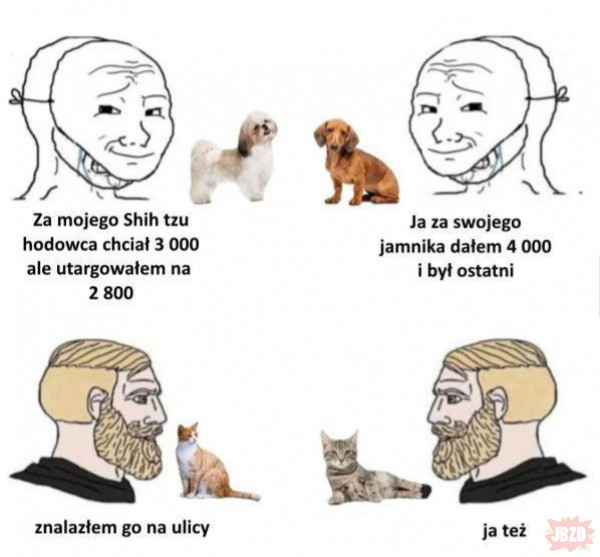 Za mojego Shih tzu
hodowca chciał 3 000
ale utargowałem na
2 800
Ja za swojego
jamnika dałem 4 000
i był ostatni
znalazłem go na ulicy
ja też
JBZD